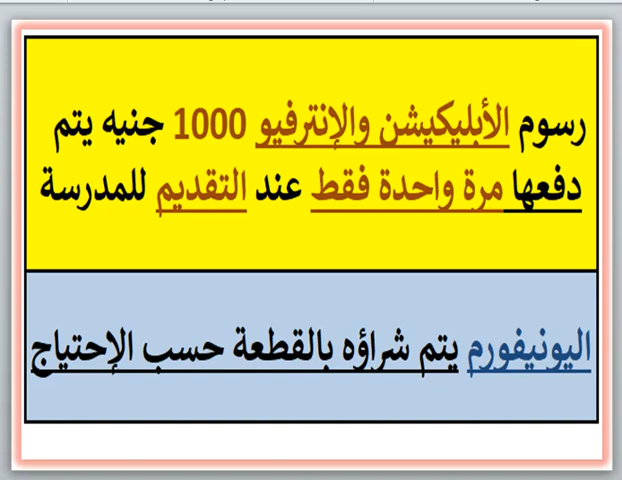 رسوم الأبليكيشن والإنترفيو 1000 جنيه يتم
دفعها مرة واحدة فقط عند التقديم للمدرسة
اليونيفورم يتم شراؤه بالقطعة حسب الإحتياج